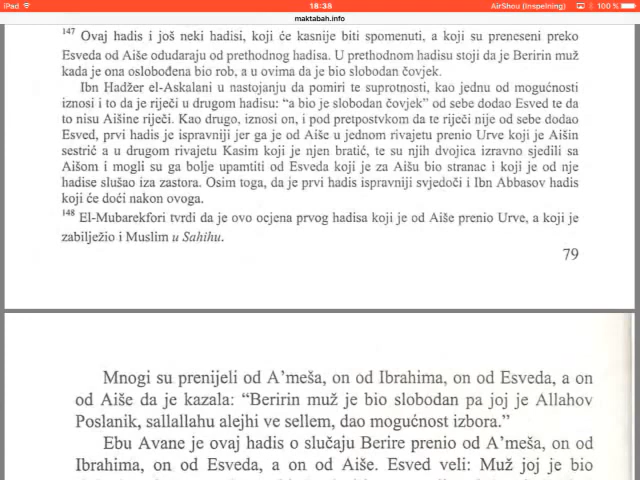 iPad 18:38 AirShou (Inspelning) 100 %
maktabah.info
147 Ovaj hadis i još neki hadisi, koji će kasnije biti spomenuti, a koji su preneseni preko
Esveda od Aiše odudaraju od prethodnog hadisa. U prethodnom hadisu stoji da je Beririn muž
kada je ona oslobođena bio rob, a u ovima da je bio slobodan čovjek.
Ibn Hadžer el-Askalani u nastojanju da pomiri te suprotnosti, kao jednu od mogućnosti
iznosi i to da je riječi u drugom hadisu: “a bio je slobodan čovjek” od sebe dodao Esved te da
to nisu Aišine riječi. Kao drugo, iznosi on, i pod pretpostvkom da te riječi nije od sebe dodao
Esved, prvi hadis je ispravniji jer ga je od Aiše u jednom rivajetu prenio Urve koji je Aišin
sestrić a u drugom rivajetu Kasim koji je njen bratić, te su njih dvojica izravno sjedili sa
Aišom i mogli su ga bolje upamtiti od Esveda koji je za Aišu bio stranac i koji je od nje
hadise slušao iza zastora. Osim toga, da je prvi hadis ispravniji svjedoči i Ibn Abbasov hadis
koji će doći nakon ovoga.
148 El-Mubarekfori tvrdi da je ovo ocjena prvog hadisa koji je od Aiše prenio Urve, a koji je
zabilježio i Muslim u Sahihu.
79
Mnogi su prenijeli od A’meša, on od Ibrahima, on od Esveda, a on
od Aiše da je kazala: “Beririn muž je bio slobodan pa joj je Allahov
Poslanik, sallallahu alejhi ve sellem, dao mogućnost izbora.”
Ebu Avane je ovaj hadis o slučaju Berire prenio od A’meša, on od
Ibrahima, on od Esveda, a on od Aiše. Esved veli: Muž joj je bio